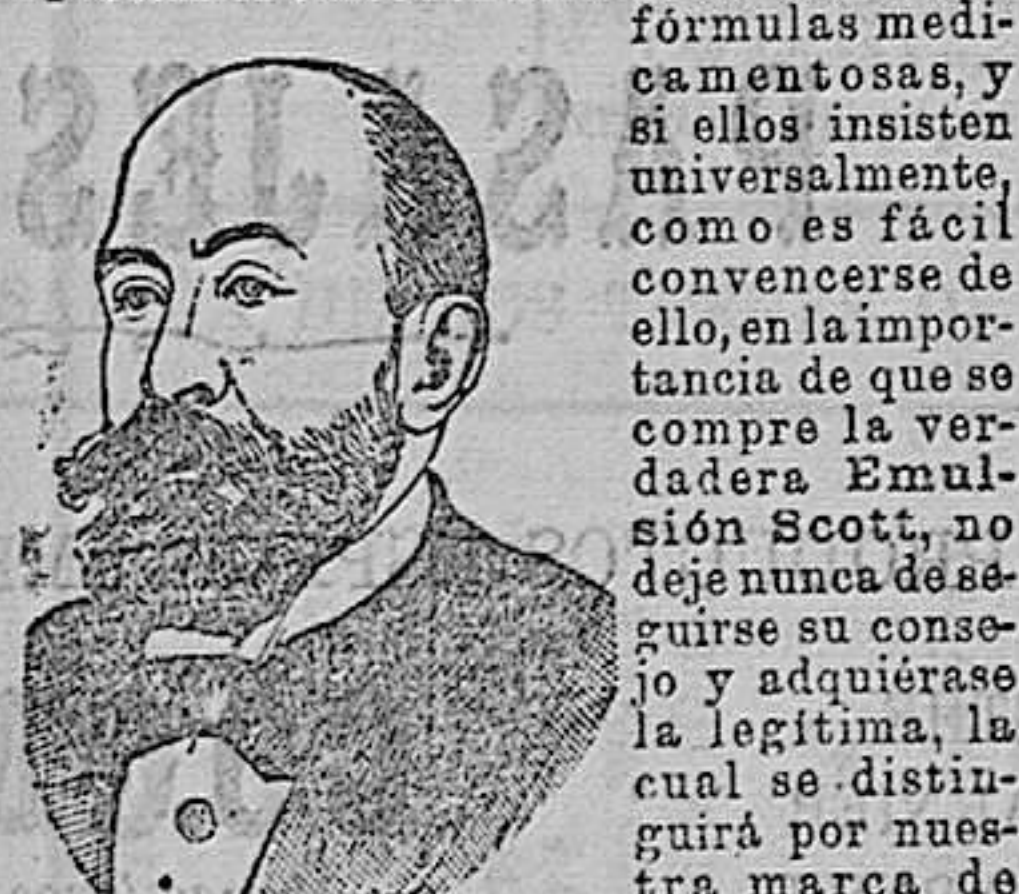 fórmulas medi-
camentosas, y
si ellos insisten
universalmente,
como es fácil
convencerse de
ello, en la impor-
tancia de que se
compre la ver-
dadera Emul-
sión Scott, no
deje nunca de se-
guirse su conse-
jo y adquiérase
la legítima, la
cual se distin-
guirá por nues-
tra marca de